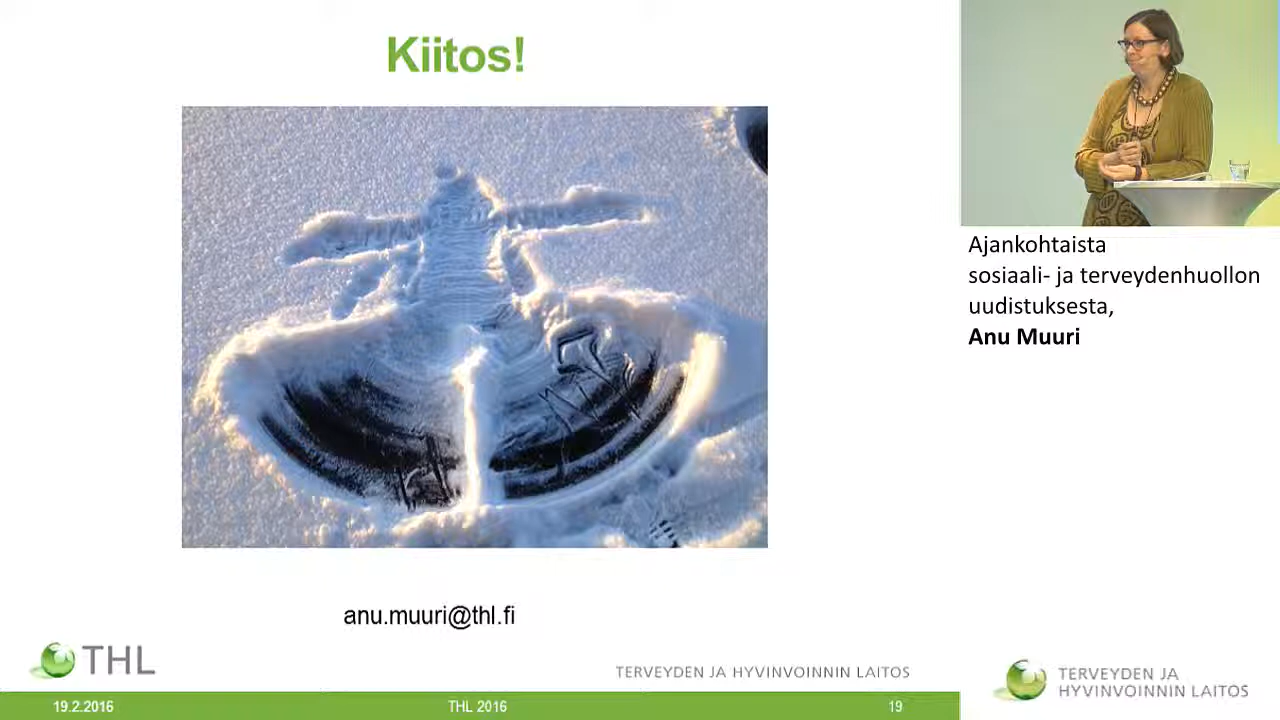 Kiitos!
anu.muuri@thl.fi
THL
TERVEYDEN JA HYVINVOINNIN LAITOS
19.2.2016
THL 2016
19
Ajankohtaista
sosiaali- ja terveydenhuollon
uudistuksesta,
Anu Muuri
TERVEYDEN JA
HYVINVOINNIN LAITOS